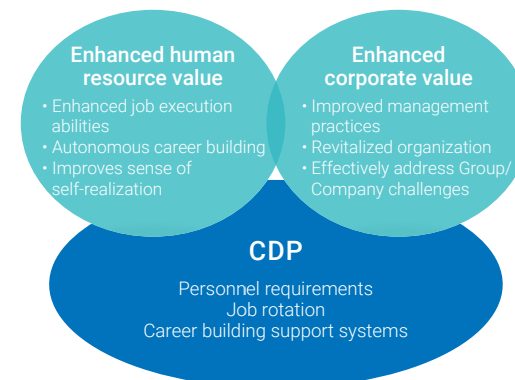 Enhanced human
resource value
• Enhanced job execution
abilities
• Autonomous career building
• Improves sense of
self-realization
Enhanced
corporate value
• Improved management
practices
• Revitalized organization
• Effectively address Group/
Company challenges
CDP
Personnel requirements
Job rotation
Career building support systems